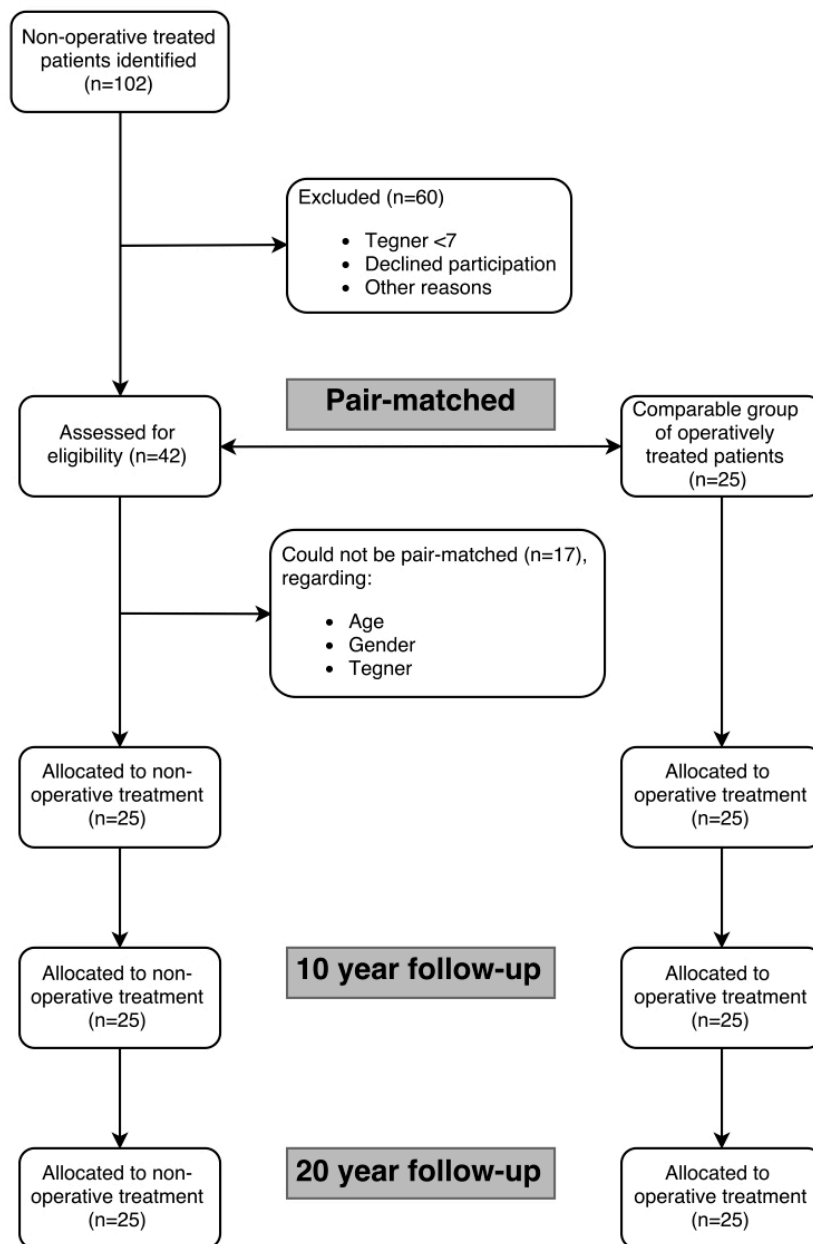 Non-operative treated
patients identified
(n=102)
Excluded (n=60)
• Tegner <7
• Declined participation
• Other reasons
Pair-matched
Assessed for
eligibility (n=42)
Comparable group
of operatively
treated patients
(n=25)
Could not be pair-matched (n=17),
regarding:
• Age
• Gender
• Tegner
Allocated to non-
operative treatment
(n=25)
Allocated to
operative treatment
(n=25)
10 year follow-up
Allocated to non-
operative treatment
(n=25)
Allocated to
operative treatment
(n=25)
20 year follow-up
Allocated to non-
operative treatment
(n=25)
Allocated to
operative treatment
(n=25)